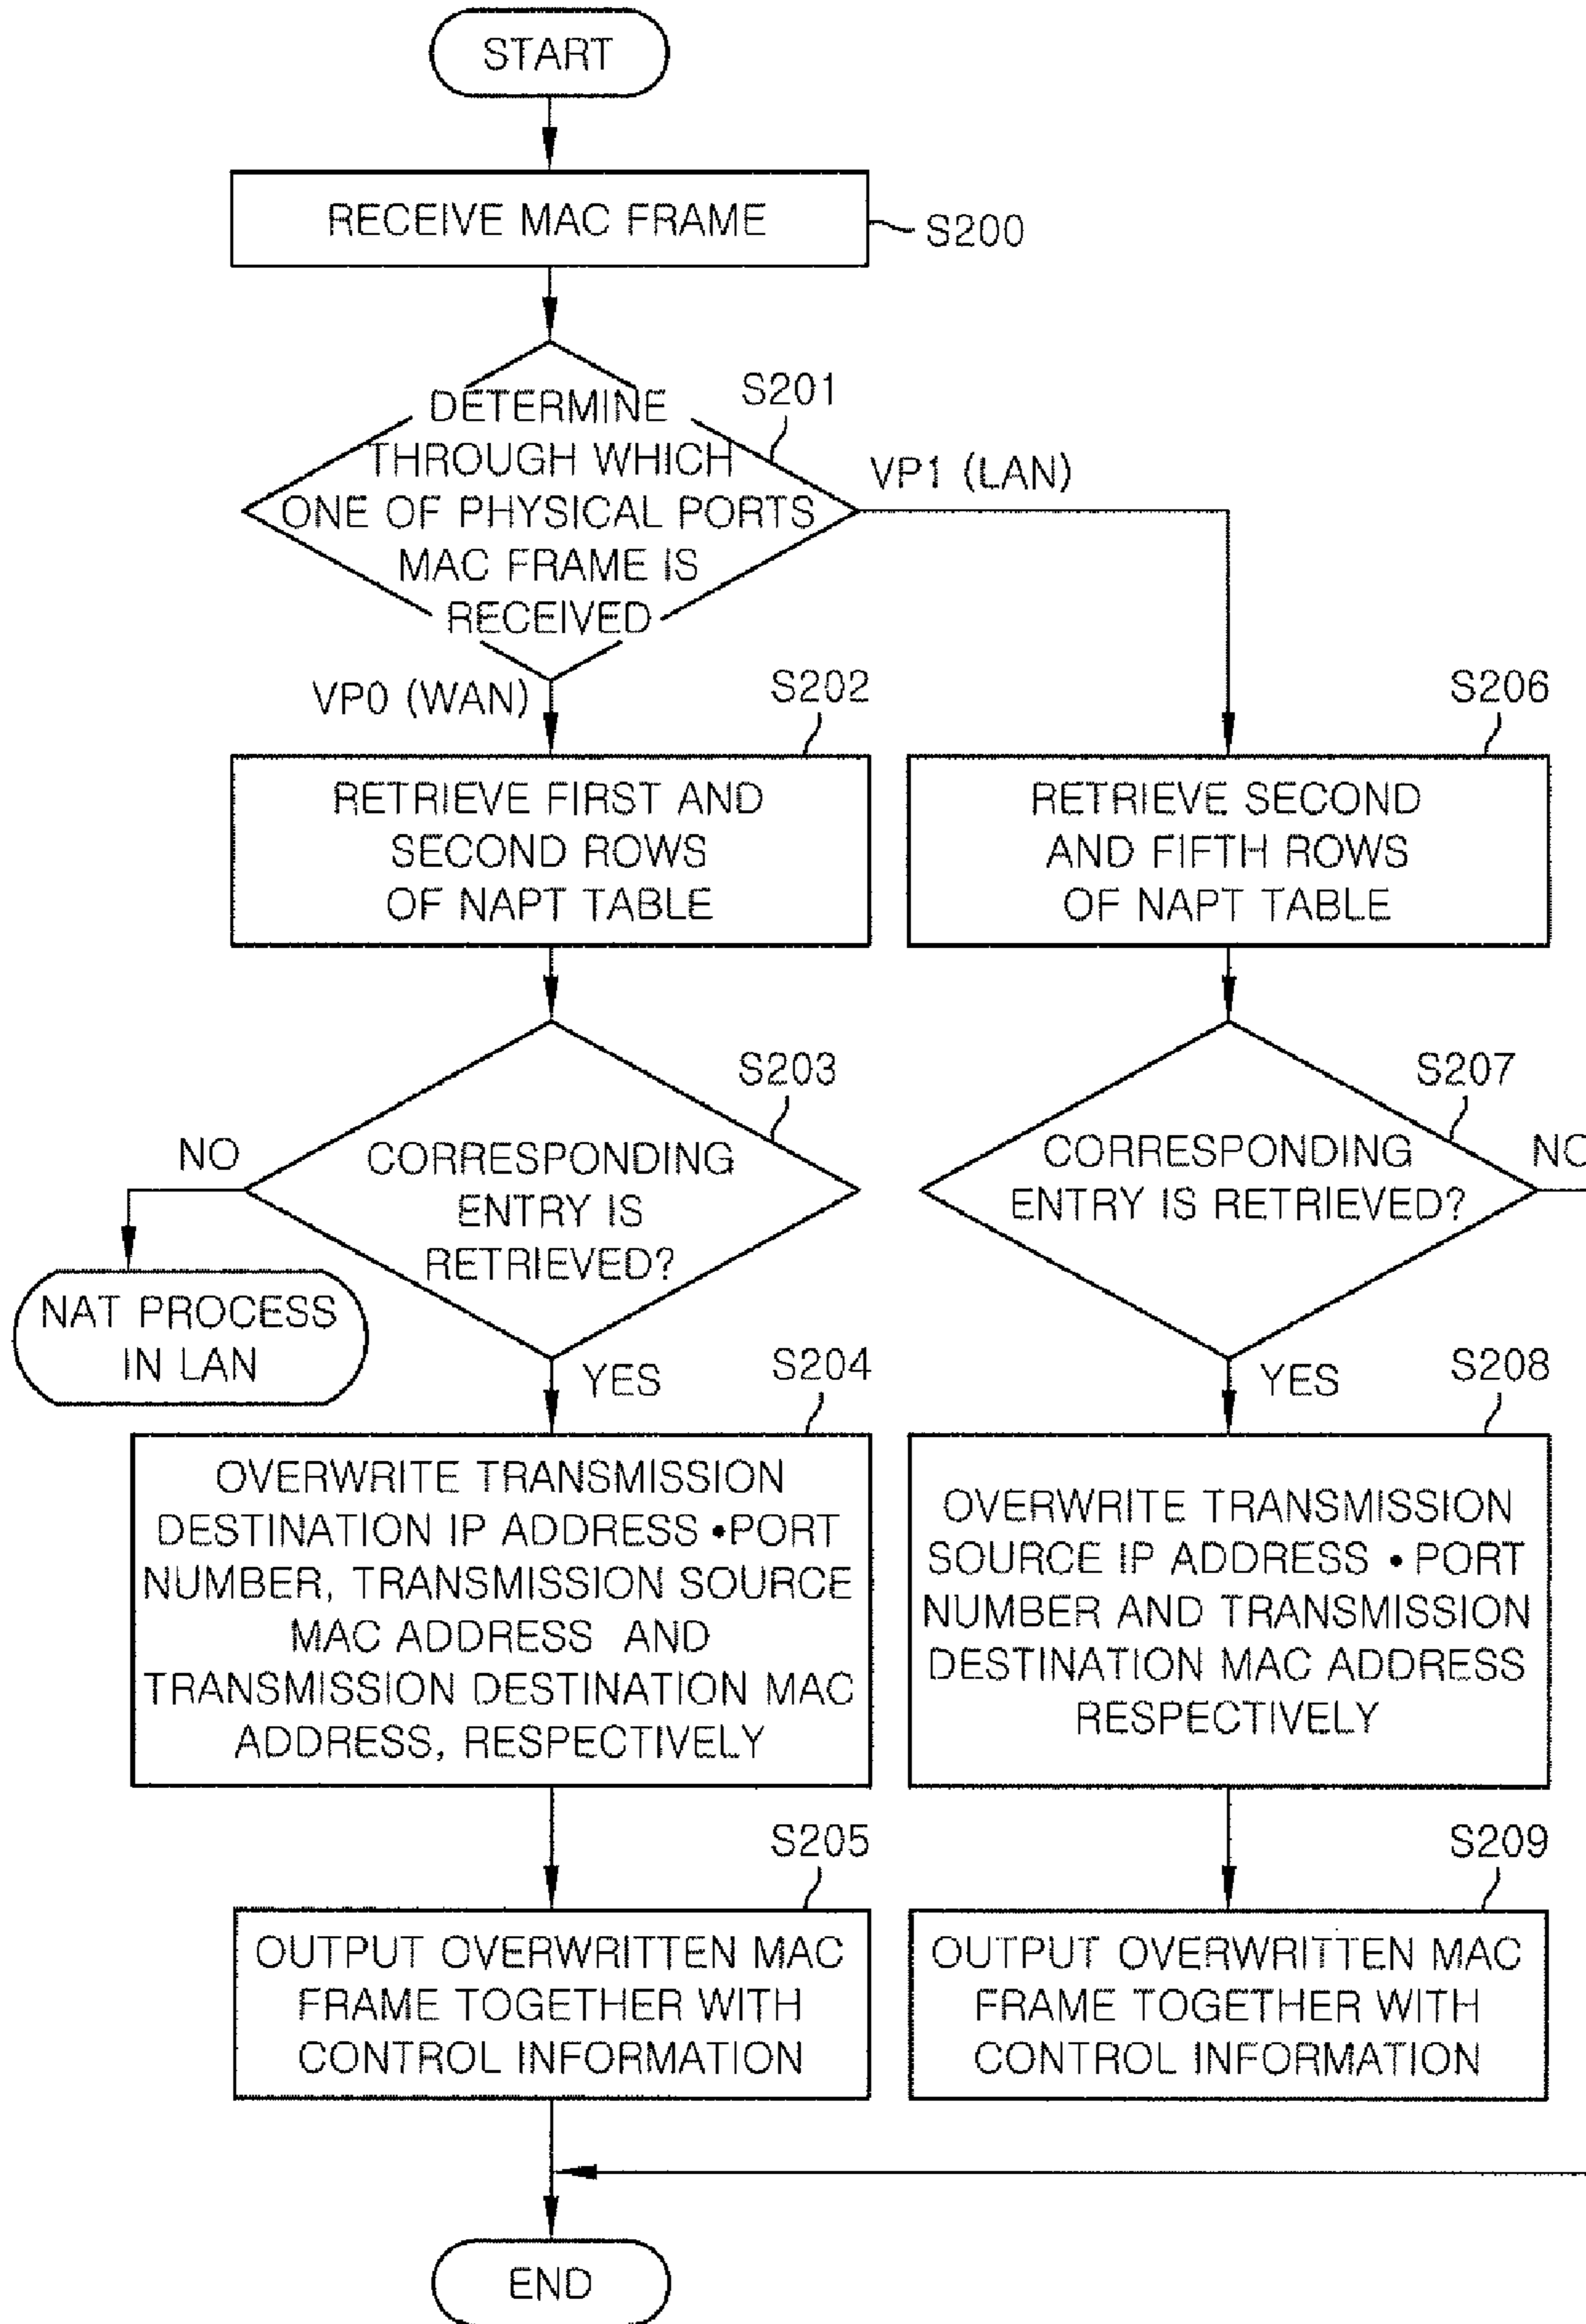 START
RECEIVE MAC FRAME
S200
DETERMINE
THROUGH WHICH
ONE OF PHYSICAL PORTS
MAC FRAME IS
RECEIVED
S201
VP1 (LAN)
VP0 (WAN)
S202
RETRIEVE FIRST AND
SECOND ROWS
OF NAPT TABLE
S206
RETRIEVE SECOND
AND FIFTH ROWS
OF NAPT TABLE
S203
CORRESPONDING
ENTRY IS
RETRIEVED?
NO
NAT PROCESS
IN LAN
YES
S207
CORRESPONDING
ENTRY IS RETRIEVED?
NO
YES
S204
OVERWRITE TRANSMISSION
DESTINATION IP ADDRESS •PORT
NUMBER, TRANSMISSION SOURCE
MAC ADDRESS AND
TRANSMISSION DESTINATION MAC
ADDRESS, RESPECTIVELY
S208
OVERWRITE TRANSMISSION
SOURCE IP ADDRESS • PORT
NUMBER AND TRANSMISSION
DESTINATION MAC ADDRESS
RESPECTIVELY
S205
OUTPUT OVERWRITTEN MAC
FRAME TOGETHER WITH
CONTROL INFORMATION
S209
OUTPUT OVERWRITTEN MAC
FRAME TOGETHER WITH
CONTROL INFORMATION
END